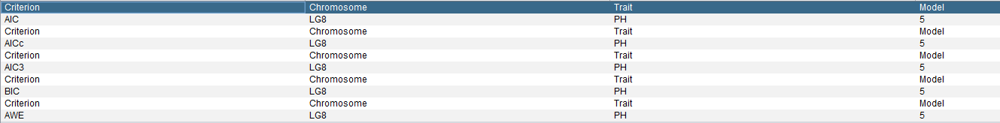 Criterion Chromosome Trait Model
AIC LG8 PH 5
Criterion Chromosome Trait Model
AICc LG8 PH 5
Criterion Chromosome Trait Model
AIC3 LG8 PH 5
Criterion Chromosome Trait Model
BIC LG8 PH 5
Criterion Chromosome Trait Model
AWE LG8 PH 5